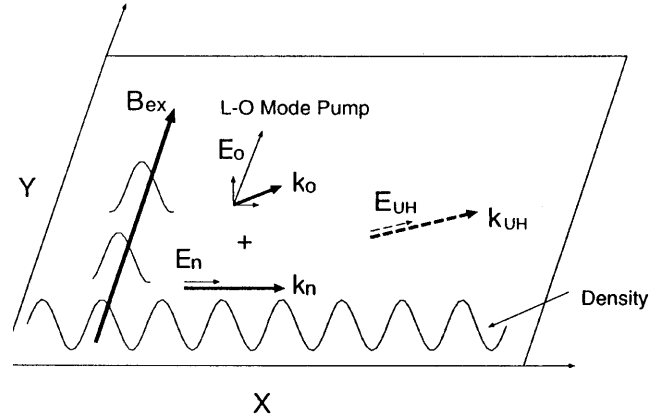 Bex
L-O Mode Pump
Eo
ko
Y
EUH
kUH
+
En
kn
Density
X